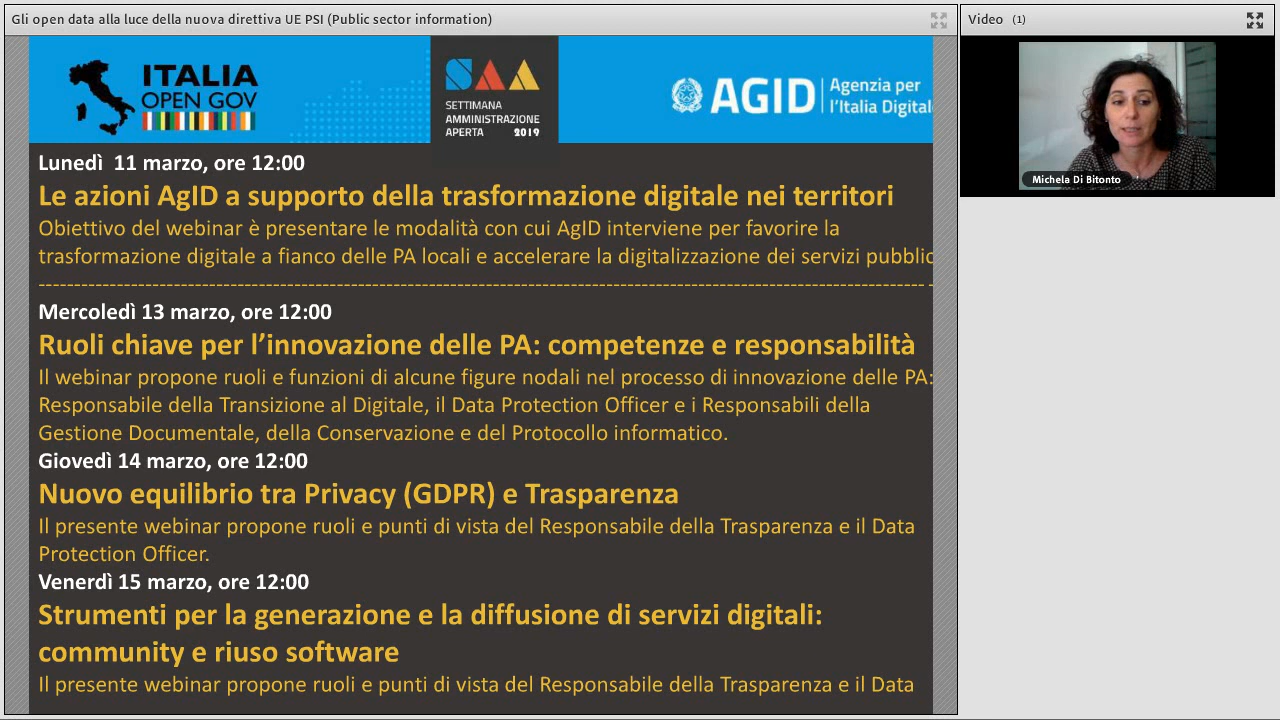 Gli open data alla luce della nuova direttiva UE PSI (Public sector information)
ITALIA
OPEN GOV
SAA
SETTIMANA
AMMINISTRAZIONE
APERTA 2019
AGID
Agenzia per
l'Italia Digital
Lunedì 11 marzo, ore 12:00
Le azioni AgID a supporto della trasformazione digitale nei territori
Obiettivo del webinar è presentare le modalità con cui AgID interviene per favorire la
trasformazione digitale a fianco delle PA locali e accelerare la digitalizzazione dei servizi pubblic
Mercoledì 13 marzo, ore 12:00
Ruoli chiave per l’innovazione delle PA: competenze e responsabilità
Il webinar propone ruoli e funzioni di alcune figure nodali nel processo di innovazione delle PA:
Responsabile della Transizione al Digitale, il Data Protection Officer e i Responsabili della
Gestione Documentale, della Conservazione e del Protocollo informatico.
Giovedì 14 marzo, ore 12:00
Nuovo equilibrio tra Privacy (GDPR) e Trasparenza
Il presente webinar propone ruoli e punti di vista del Responsabile della Trasparenza e il Data
Protection Officer.
Venerdì 15 marzo, ore 12:00
Strumenti per la generazione e la diffusione di servizi digitali:
community e riuso software
Il presente webinar propone ruoli e punti di vista del Responsabile della Trasparenza e il Data
Video (1)
Michela Di Bitonto